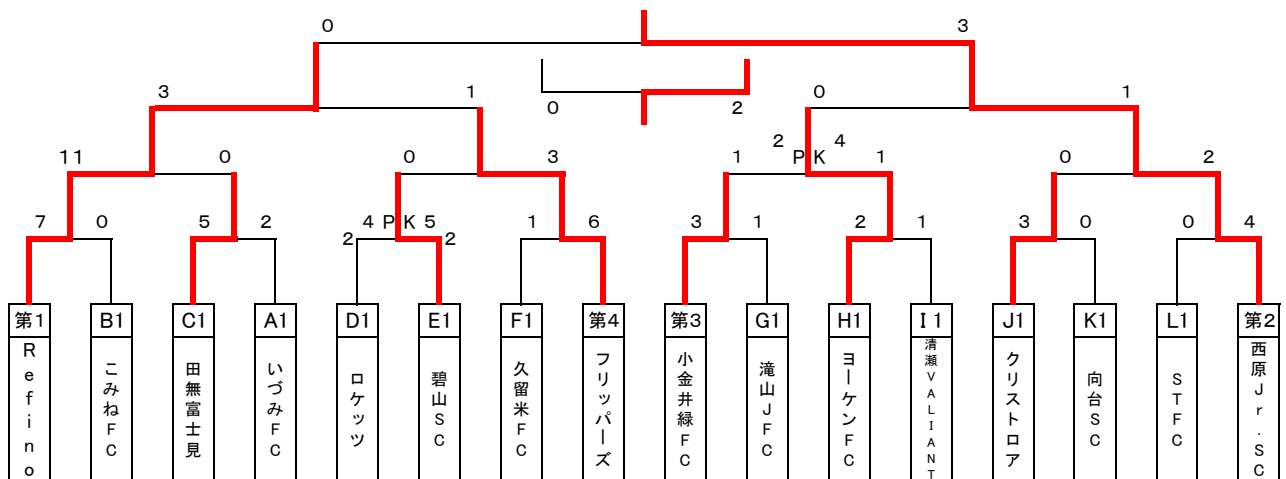 0 3
3 1 0 2 0 1
11 0 0 3 1 2 PK 4 1 0 2
7 0 5 2 4 PK 5 1 6 3 1 2 1 3 0 0 4
2 2
第1 B1 C1 A1 D1 E1 F1 第4 第3 G1 H1 I1 J1 K1 L1 第2
Refino
こみねFC
田無富士見
いづみFC
ロケッツ
碧山SC
久留米FC
フリッパーズ
小金井緑FC
滝山JFC
ヨーケンFC
清瀬VALIANT
クリストロア
向台SC
STFC
西原Jr.SC